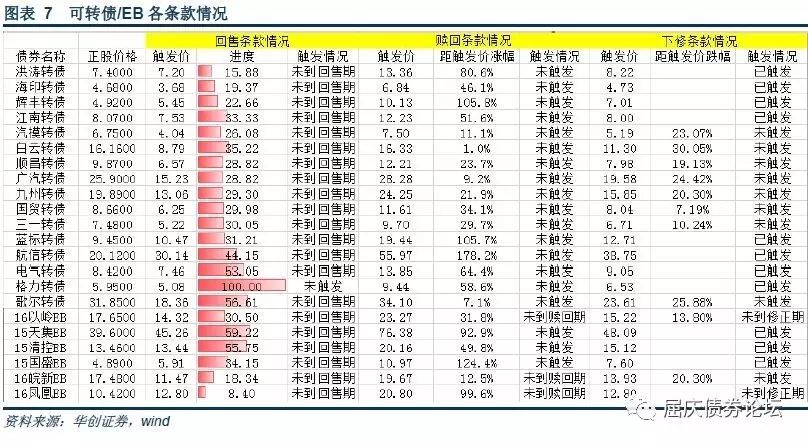 图表 7 可转债/EB 各条款情况
回售条款情况 赎回条款情况 下修条款情况
债券名称 正股价格 触发价 进度 触发情况 触发价 距触发价涨幅 触发情况 触发价 距触发价跌幅 触发情况
洪涛转债 7.4000 7.20 15.88 未到回售期 13.36 80.6% 未触发 8.22 已触发
海印转债 4.6800 3.68 19.37 未到回售期 6.84 46.1% 未触发 4.73 已触发
辉丰转债 4.9200 5.45 22.66 未到回售期 10.13 105.8% 未触发 7.01 已触发
江南转债 8.0700 7.53 33.33 未到回售期 12.23 51.6% 未触发 8.00 已触发
汽模转债 6.7500 4.04 26.08 未到回售期 7.50 11.1% 未触发 5.19 23.07% 未触发
白云转债 16.1600 8.79 35.22 未到回售期 16.33 1.0% 未触发 11.30 30.05% 未触发
顺昌转债 9.8700 6.57 28.82 未到回售期 12.21 23.7% 未触发 7.98 19.13% 未触发
广汽转债 25.9000 15.23 28.82 未到回售期 28.28 9.2% 未触发 19.58 24.42% 未触发
九州转债 19.8900 13.06 29.30 未到回售期 24.25 21.9% 未触发 15.85 20.30% 未触发
国贸转债 8.6600 6.25 29.98 未到回售期 11.61 34.1% 未触发 8.04 7.19% 未触发
三一转债 7.4800 5.22 30.05 未到回售期 9.70 29.7% 未触发 6.71 10.24% 未触发
蓝标转债 9.4500 10.47 31.21 未到回售期 19.44 105.7% 未触发 12.71 已触发
航信转债 20.1200 30.14 44.15 未到回售期 55.97 178.2% 未触发 38.75 已触发
电气转债 8.4200 7.46 53.05 未到回售期 13.85 64.4% 未触发 9.05 已触发
格力转债 5.9500 5.08 100.00 未触发 9.44 58.6% 未触发 6.53 已触发
歌尔转债 31.8500 18.36 56.61 未到回售期 34.10 7.1% 未触发 23.61 25.88% 未触发
16以岭EB 17.6500 14.32 30.50 未到回售期 23.27 31.8% 未到赎回期 15.22 13.80% 未到修正期
15天集EB 39.6000 45.26 59.22 未到回售期 76.38 92.9% 未触发 48.09 已触发
15清控EB 13.4600 13.44 55.75 未到回售期 20.16 49.8% 未触发 15.12 已触发
15国盛EB 4.8900 5.91 34.15 未到回售期 10.97 124.4% 未触发 7.60 已触发
16皖新EB 17.4800 11.47 18.34 未到回售期 19.67 12.5% 未到赎回期 13.93 20.30% 未触发
16凤凰EB 10.4200 12.80 8.40 未到回售期 20.80 99.6% 未到赎回期 12.80 未到修正期
资料来源：华创证券，wind
屈庆债券论坛